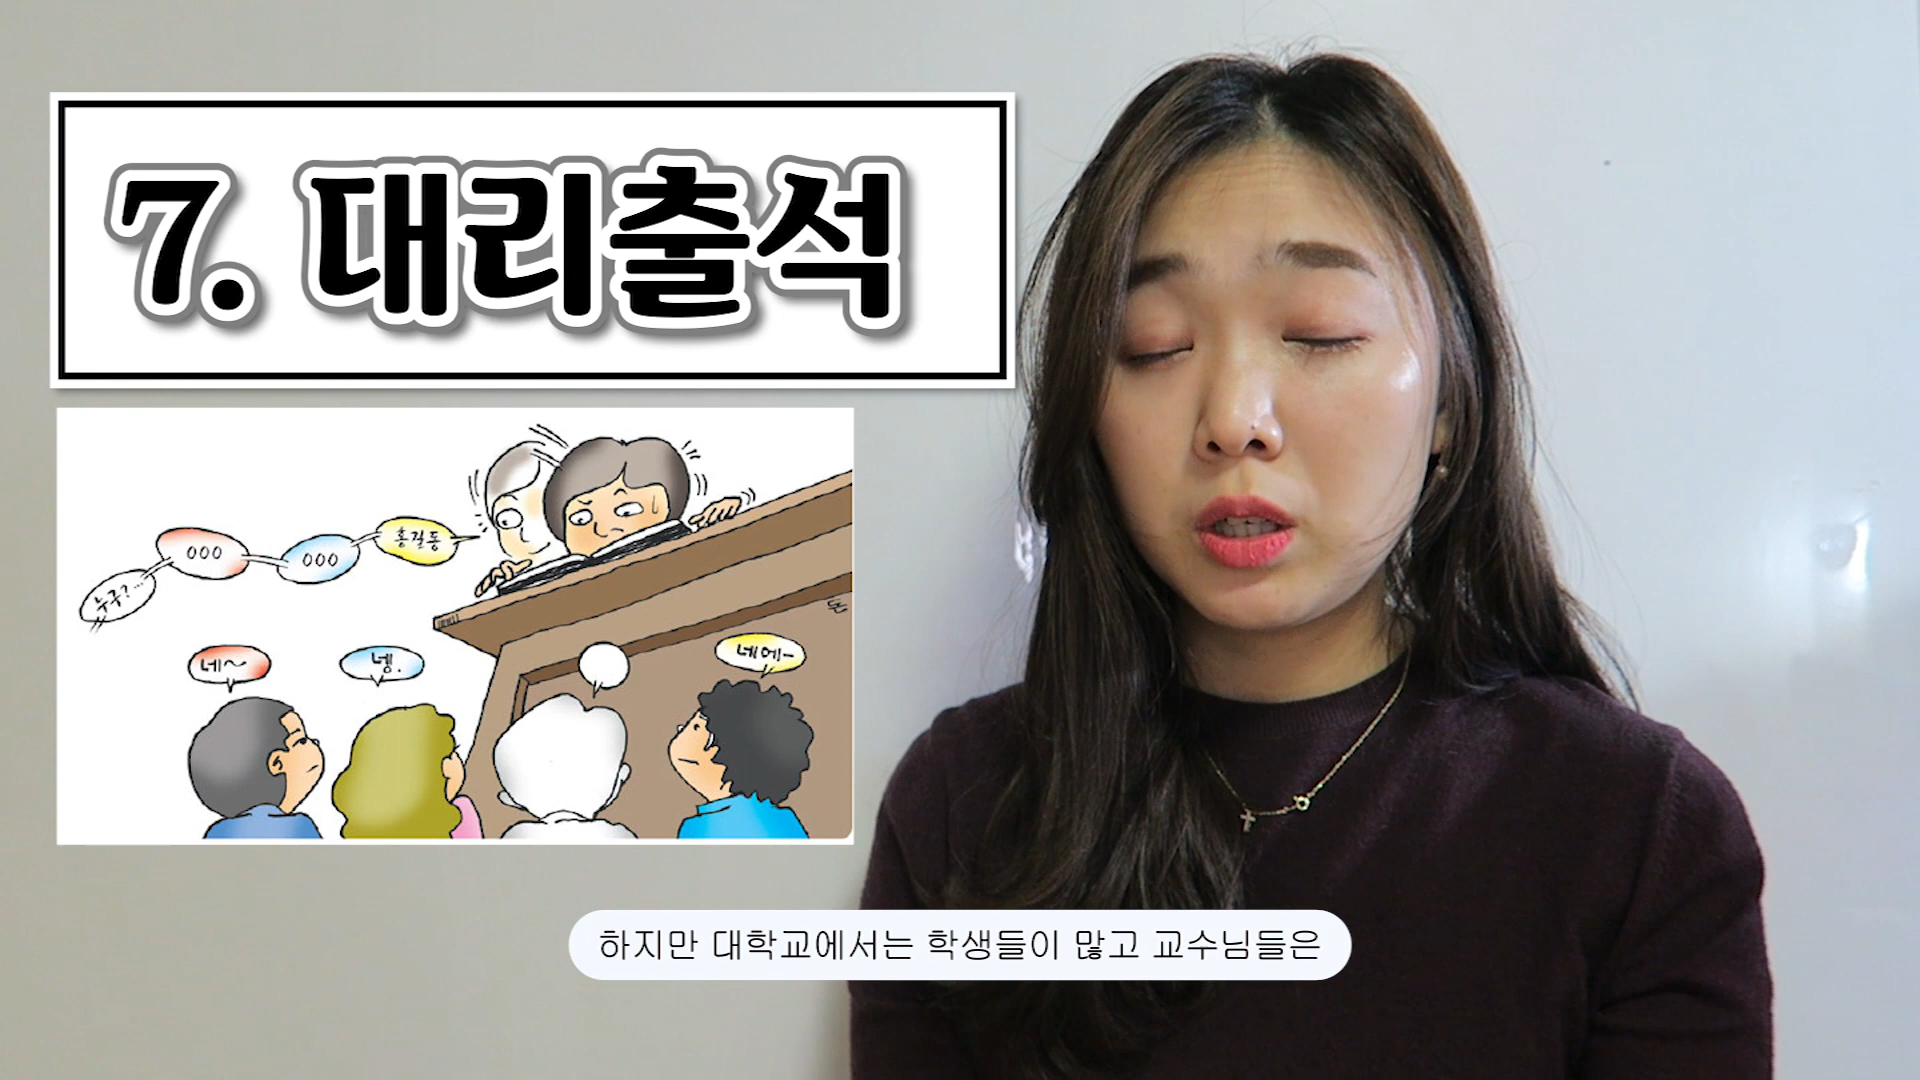 7. 대리출석
누구?...
000
000
홍길동
네~
넹.
네에-
하지만 대학교에서는 학생들이 많고 교수님들은